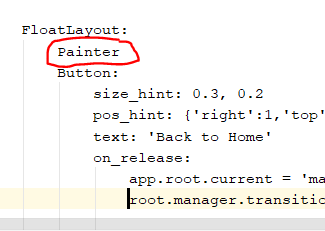 FloatLayout:
Painter
Button:
size_hint: 0.3, 0.2
pos_hint: {'right':1,'top'
text: 'Back to Home'
on_release:
app.root.current = 'ma
root.manager.transitio